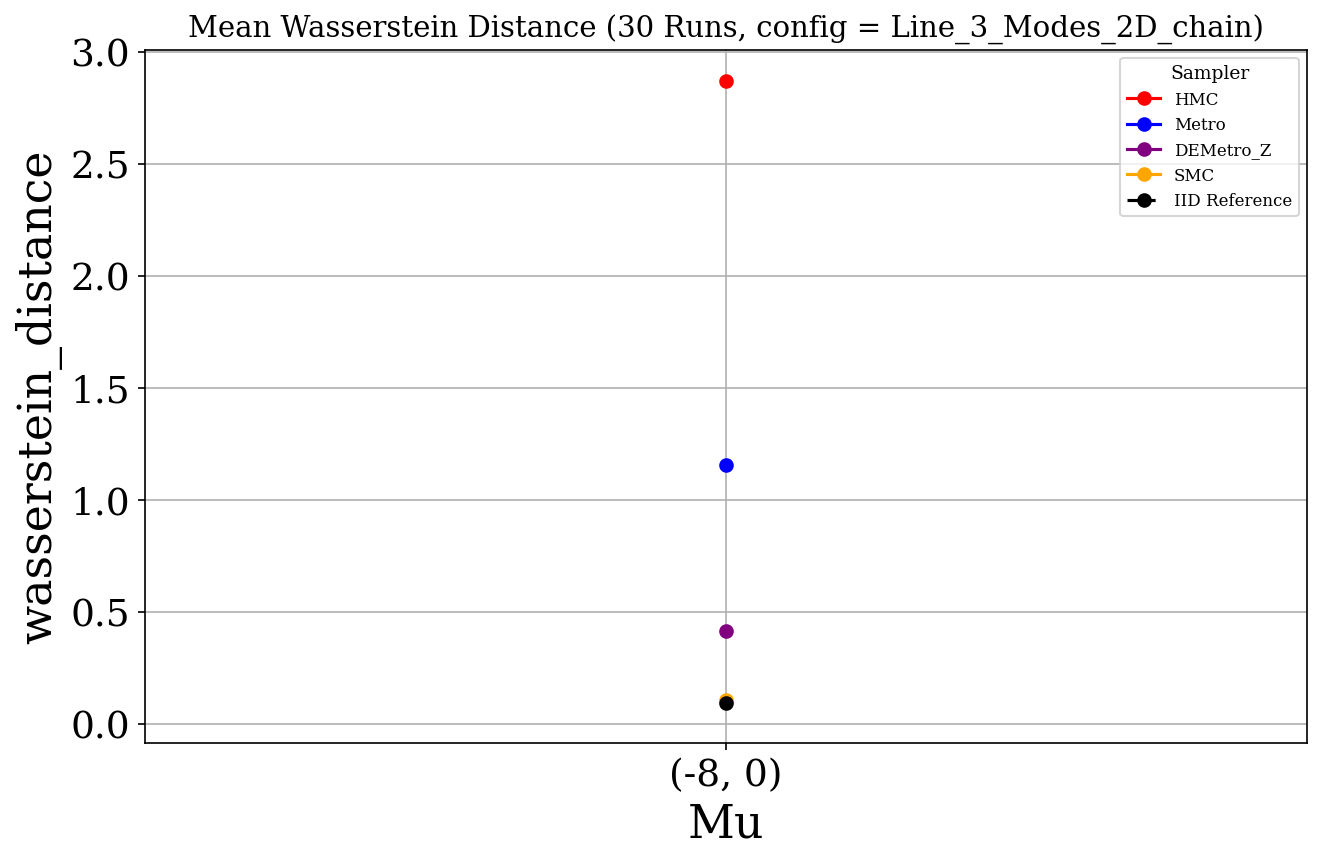 Mean Wasserstein Distance (30 Runs, config = Line_3_Modes_2D_chain)
wasserstein_distance
3.0
2.5
2.0
1.5
1.0
0.5
0.0
Sampler
HMC
Metro
DEMetro_Z
SMC
IID Reference
(-8, 0)
Mu